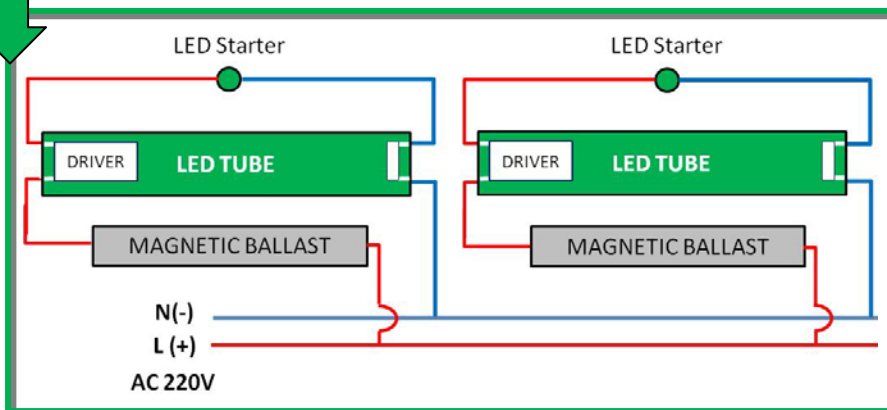 LED Starter
LED Starter
DRIVER
LED TUBE
DRIVER
LED TUBE
MAGNETIC BALLAST
MAGNETIC BALLAST
N(-)
L (+)
AC 220V